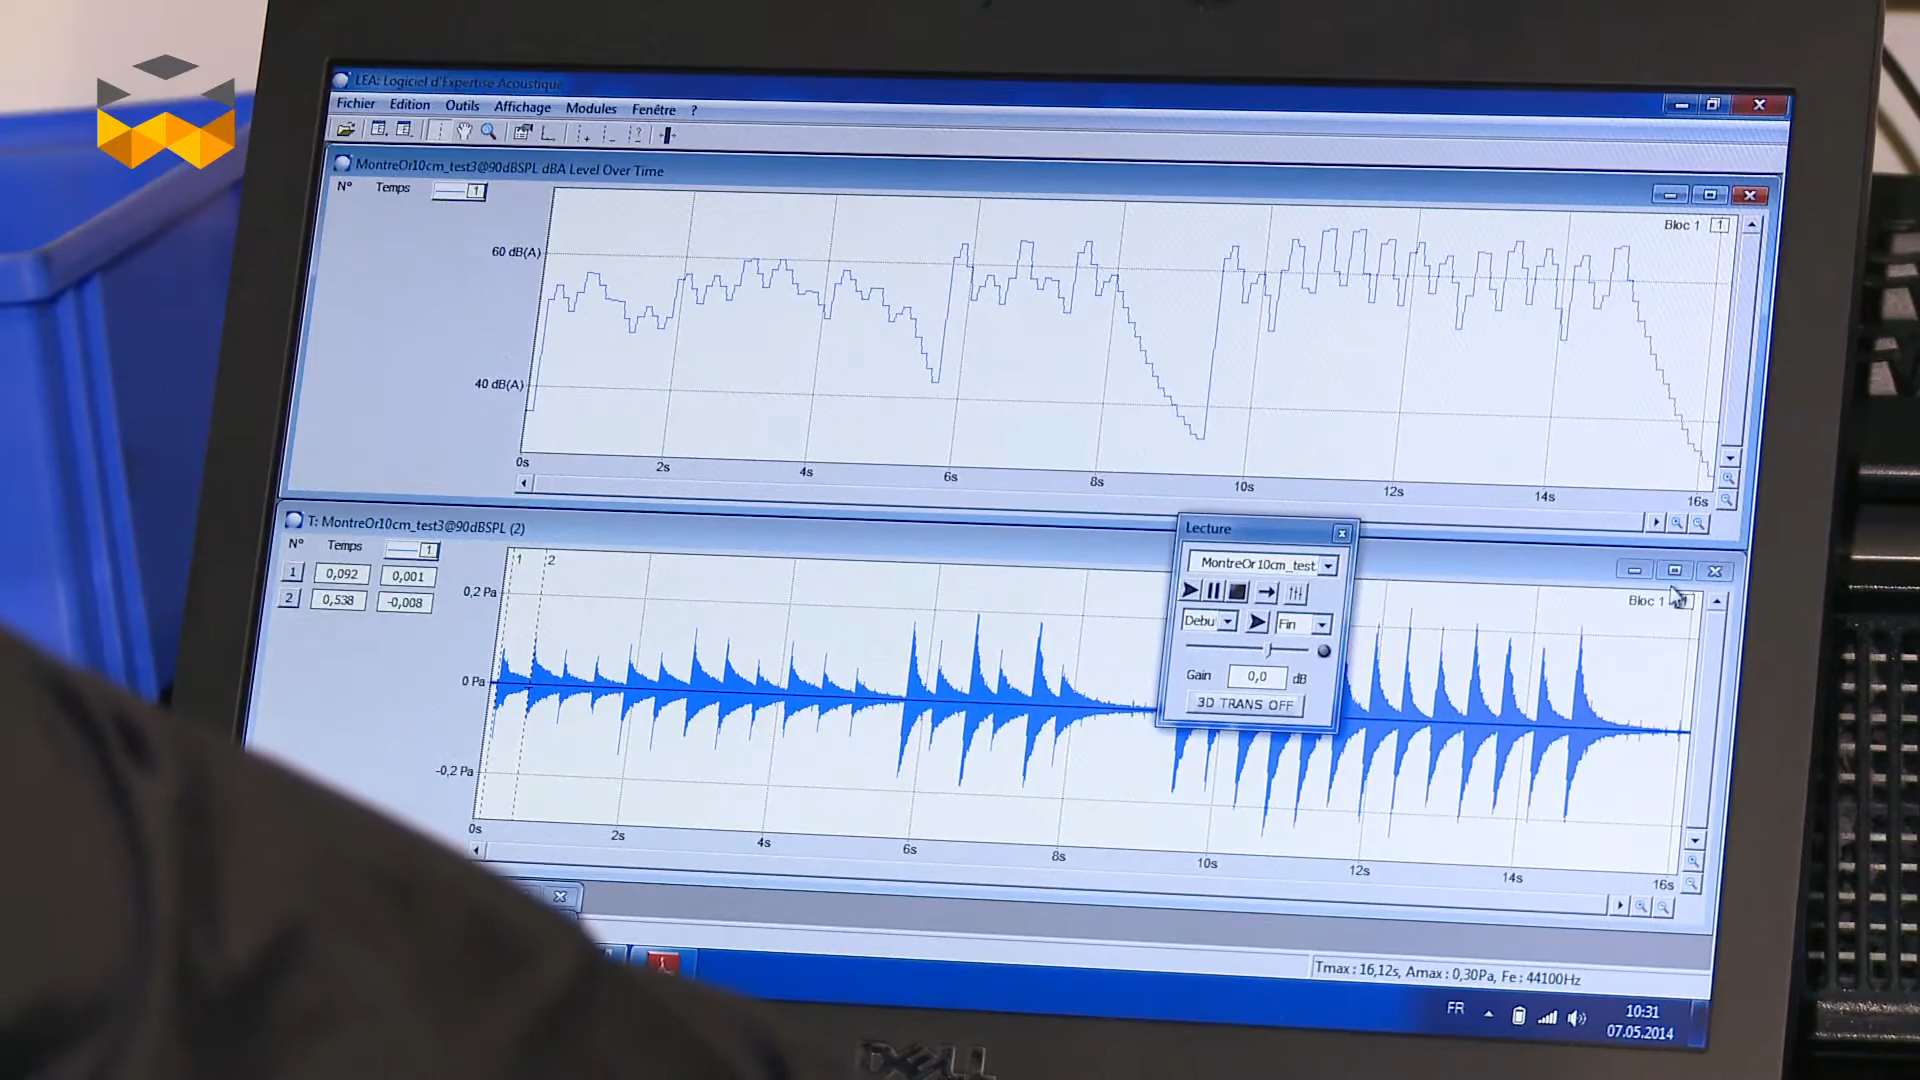 LEA: Logiciel d'Expertise Acoustique
Fichier Edition Outils Affichage Modules Fenêtre ?
MontreOr10cm_test3@90dBSPL dBA Level Over Time
N° Temps 1
Bloc 1 1
60 dB(A)
40 dB(A)
0s 2s 4s 6s 8s 10s 12s 14s 16s
T: MontreOr10cm_test3@90dBSPL (2)
N° Temps 1
1 0,092 0,001
2 0,538 -0,008
1 2
Bloc 1
0,2 Pa
0 Pa
-0,2 Pa
0s 2s 4s 6s 8s 10s 12s 14s 16s
Lecture
MontreOr10cm_test
Debu Fin
Gain 0,0 dB
3D TRANS OFF
Tmax : 16,12s, Amax : 0,30Pa, Fe : 44100Hz
FR
10:31
07.05.2014
DELL